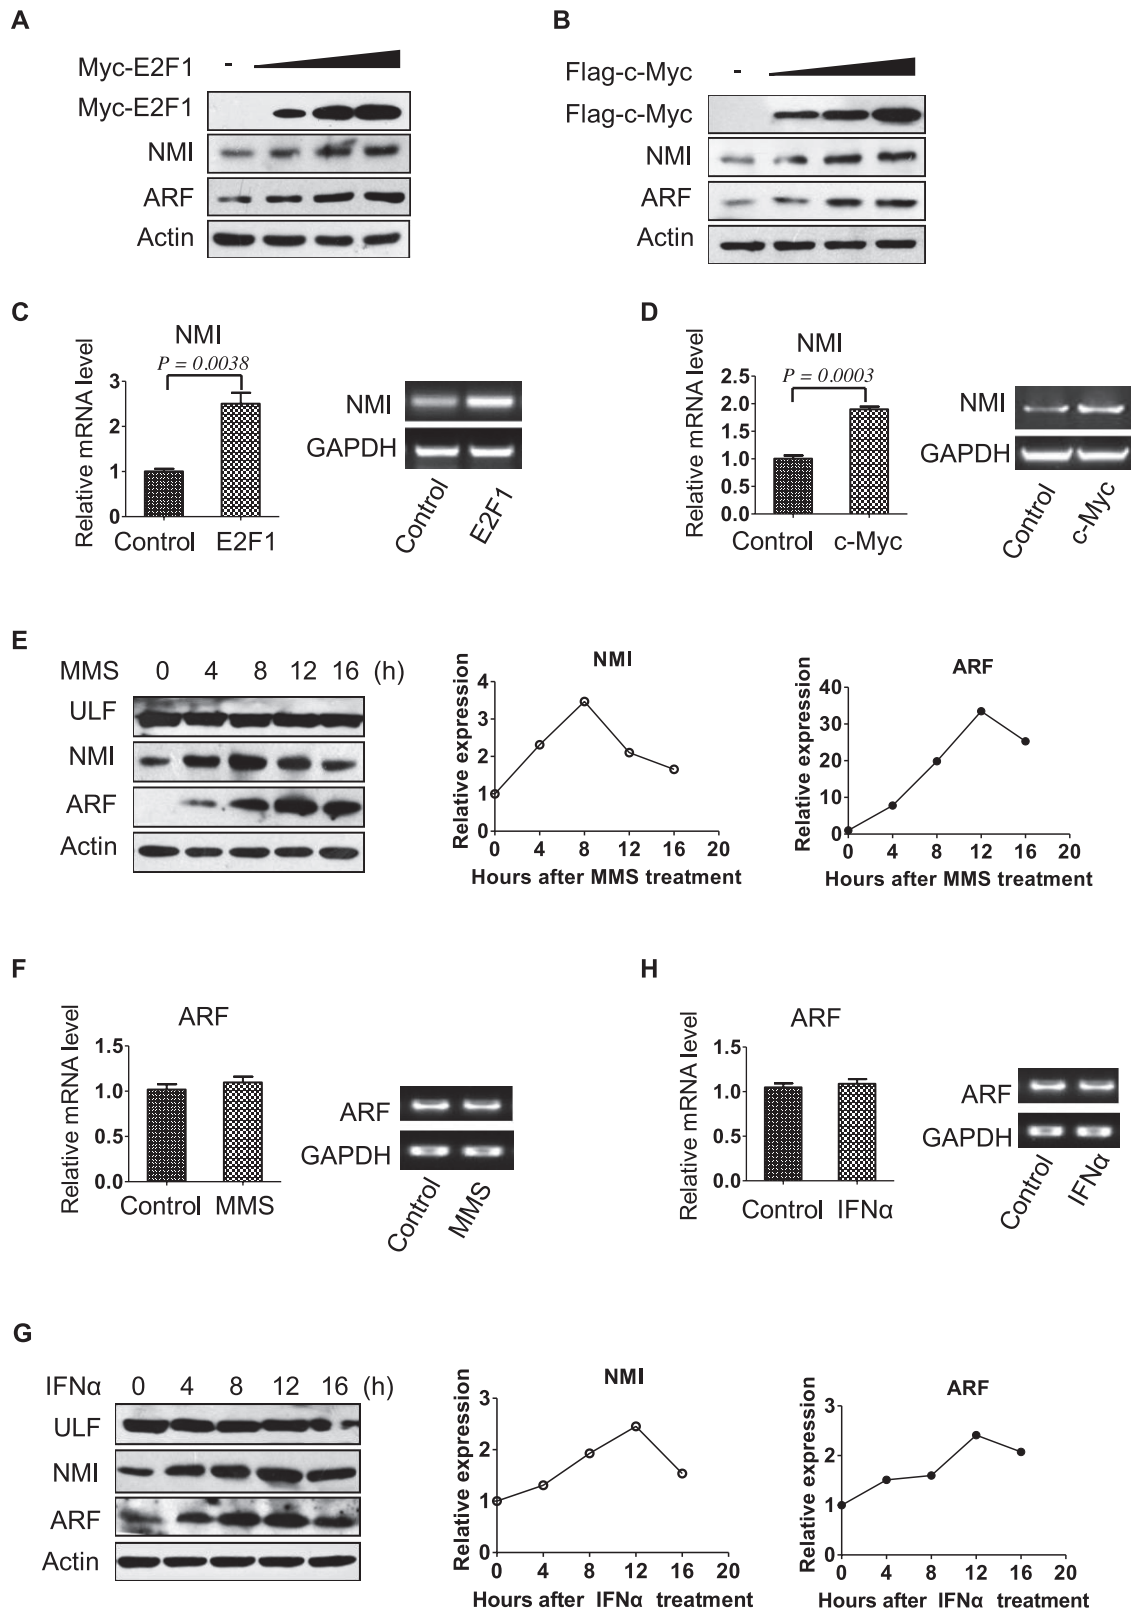 A
Myc-E2F1 -
Myc-E2F1
NMI
ARF
Actin
B
Flag-c-Myc -
Flag-c-Myc
NMI
ARF
Actin
C
NMI
P = 0.0038
Relative mRNA level
3
2
1
0
Control E2F1
NMI
GAPDH
Control
E2F1
D
NMI
P = 0.0003
Relative mRNA level
2.5
2.0
1.5
1.0
0.5
0.0
Control c-Myc
NMI
GAPDH
Control
c-Myc
E
MMS 0 4 8 12 16 (h)
ULF
NMI
ARF
Actin
NMI
Relative expression
4
3
2
1
0
0 4 8 12 16 20
Hours after MMS treatment
ARF
Relative expression
40
30
20
10
0
0 4 8 12 16 20
Hours after MMS treatment
F
ARF
Relative mRNA level
1.5
1.0
0.5
0.0
Control MMS
ARF
GAPDH
Control
MMS
H
ARF
Relative mRNA level
1.5
1.0
0.5
0.0
Control IFNα
ARF
GAPDH
Control
IFNα
G
IFNα 0 4 8 12 16 (h)
ULF
NMI
ARF
Actin
NMI
Relative expression
3
2
1
0
0 4 8 12 16 20
Hours after IFNα treatment
ARF
Relative expression
3
2
1
0
0 4 8 12 16 20
Hours after IFNα treatment